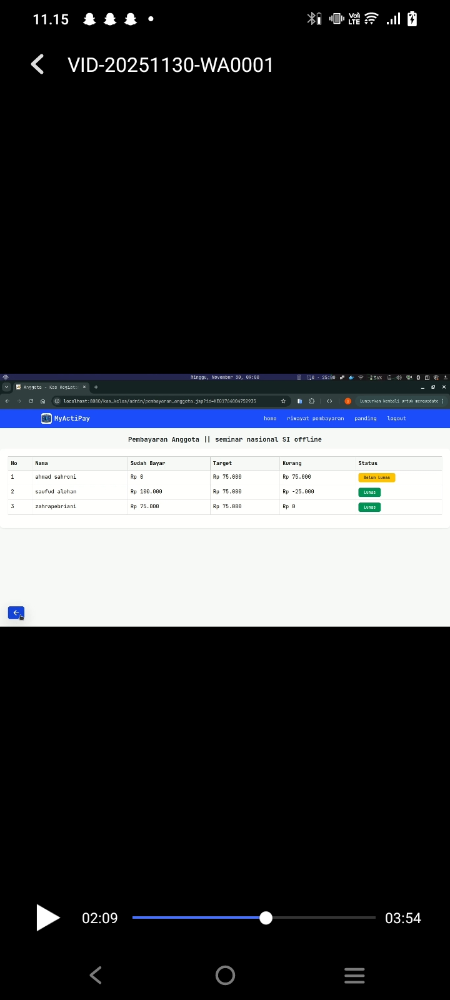 11.15
VID-20251130-WA0001
Minggu, November 30, 09:00
25:00
56%
Anggota - Kas Kegiata
localhost:8080/kas_kelas/admin/pembayaran_anggota.jsp?id=KEG1764004752935
Luncurkan kembali untuk mengupdate
MyActiPay
home riwayat pembayaran panding logout
Pembayaran Anggota || seminar nasional SI offline
No Nama Sudah Bayar Target Kurang Status
1 ahmad sahroni Rp 0 Rp 75.000 Rp 75.000 Belum Lunas
2 saufud alehan Rp 100.000 Rp 75.000 Rp -25.000 Lunas
3 zahrapebriani Rp 75.000 Rp 75.000 Rp 0 Lunas
02:09 03:54